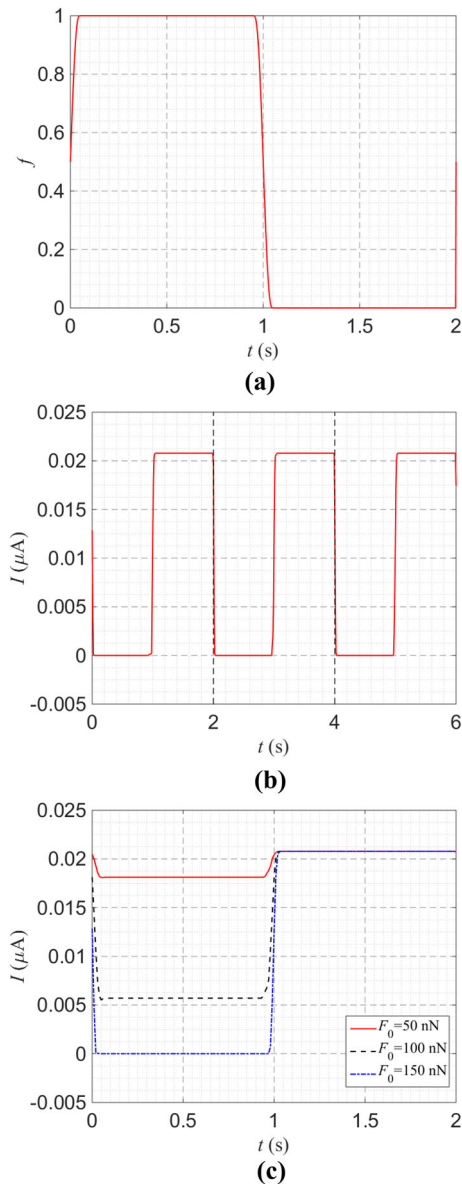 1
0.8
0.6
0.4
0.2
0
f
0 0.5 1 1.5 2
t (s)
(a)
0.025
0.02
0.015
0.01
0.005
0
-0.005
I (μA)
0 2 4 6
t (s)
(b)
0.025
0.02
0.015
0.01
0.005
0
-0.005
I (μA)
F₀=50 nN
F₀=100 nN
F₀=150 nN
0 0.5 1 1.5 2
t (s)
(c)